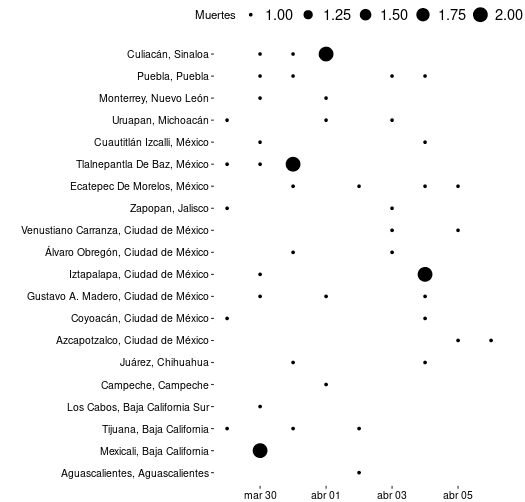 Muertes 1.00 1.25 1.50 1.75 2.00
Culiacán, Sinaloa
Puebla, Puebla
Monterrey, Nuevo León
Uruapan, Michoacán
Cuautitlán Izcalli, México
Tlalnepantla De Baz, México
Ecatepec De Morelos, México
Zapopan, Jalisco
Venustiano Carranza, Ciudad de México
Álvaro Obregón, Ciudad de México
Iztapalapa, Ciudad de México
Gustavo A. Madero, Ciudad de México
Coyoacán, Ciudad de México
Azcapotzalco, Ciudad de México
Juárez, Chihuahua
Campeche, Campeche
Los Cabos, Baja California Sur
Tijuana, Baja California
Mexicali, Baja California
Aguascalientes, Aguascalientes
mar 30 abr 01 abr 03 abr 05